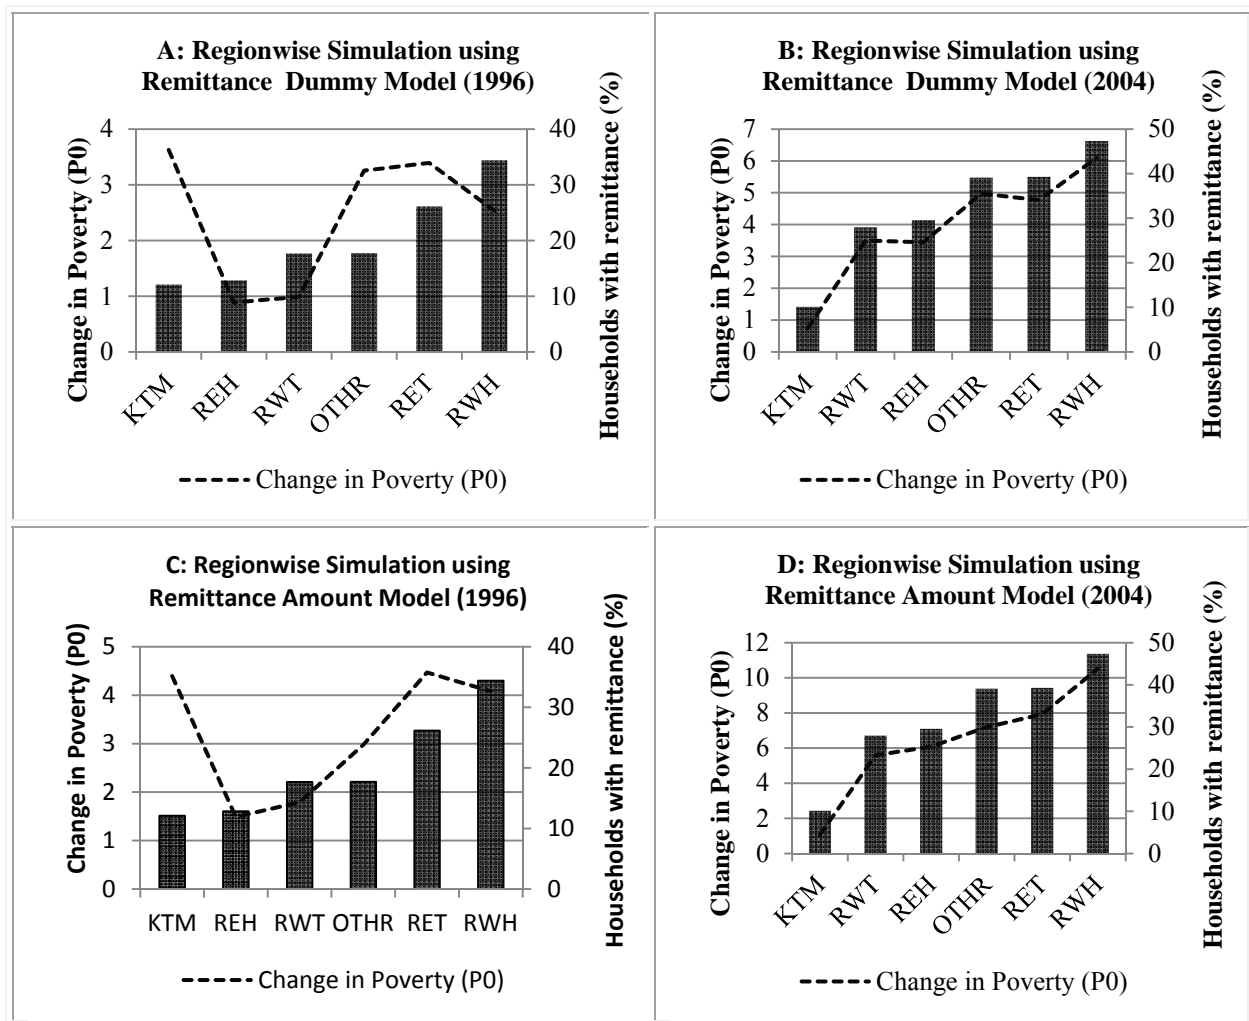 A: Regionwise Simulation using
Remittance Dummy Model (1996)
Change in Poverty (P0)
4
3
2
1
0
40
30
20
10
0
Households with remittance (%)
KTM
REH
RWT
OTHR
RET
RWH
Change in Poverty (P0)
B: Regionwise Simulation using
Remittance Dummy Model (2004)
Change in Poverty (P0)
7
6
5
4
3
2
1
0
50
40
30
20
10
0
Households with remittance (%)
KTM
RWT
REH
OTHR
RET
RWH
Change in Poverty (P0)
C: Regionwise Simulation using
Remittance Amount Model (1996)
Change in Poverty (P0)
5
4
3
2
1
0
40
30
20
10
0
Households with remittance (%)
KTM REH RWT OTHR RET RWH
Change in Poverty (P0)
D: Regionwise Simulation using
Remittance Amount Model (2004)
Change in Poverty (P0)
12
10
8
6
4
2
0
50
40
30
20
10
0
Households with remittance (%)
KTM
RWT
REH
OTHR
RET
RWH
Change in Poverty (P0)